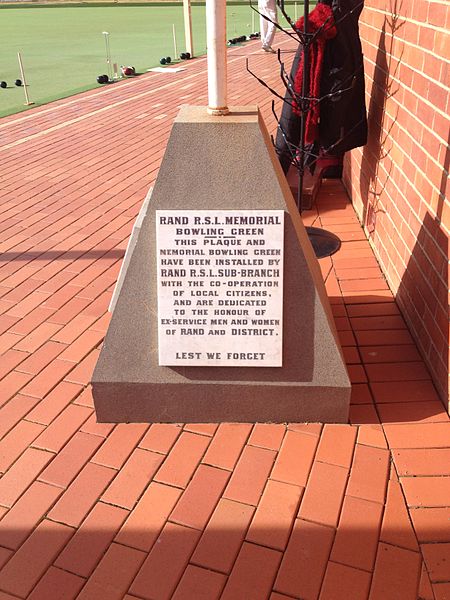 RAND R.S.L. MEMORIAL
BOWLING GREEN
THIS PLAQUE AND
MEMORIAL BOWLING GREEN
HAVE BEEN INSTALLED BY
RAND R.S.L. SUB-BRANCH
WITH THE CO-OPERATION
OF LOCAL CITIZENS,
AND ARE DEDICATED
TO THE HONOUR OF
EX-SERVICE MEN AND WOMEN
OF RAND AND DISTRICT.
LEST WE FORGET